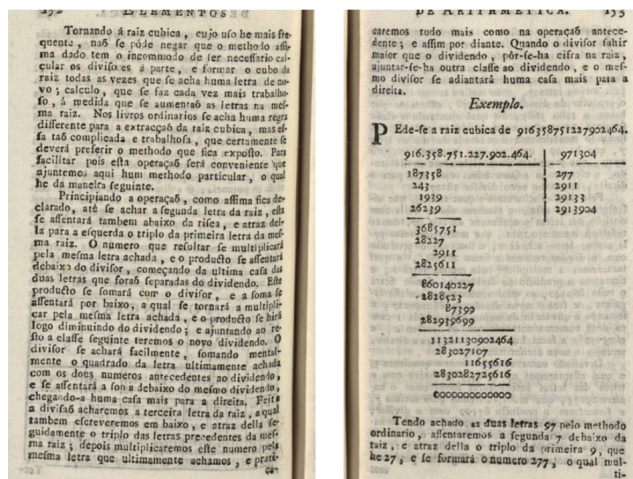 152 ELEMENTOS
Tornando á raiz cubica, cujo uso he mais fre-
quente, naõ se póde negar que o methodo assi-
ma dado tem o incommodo de ser necessario cal-
cular os divisores á parte, e formar o cubo da
raiz todas as vezes que se acha huma letra de no-
vo; calculo, que se faz cada vez mais trabalho-
so, á medida que se aumentaõ as letras na mes-
ma raiz. Nos livros ordinarios se acha huma regra
differente para a extracçaõ da raiz cubica, mas es-
sa taõ complicada e trabalhosa, que certamente se
deverá preferir o methodo que fica exposto. Para
facilitar pois esta operaçaõ será conveniente que
ajuntemos aqui hum methodo particular, o qual
he da maneira seguinte.
Principiando a operaçaõ, como assima fica de-
clarado, até se achar a segunda letra da raiz, esta
se assentará tambem abaixo da risca, e atraz del-
la para a esquerda o triplo da primeira letra da mes-
ma raiz. O numero que resultar se multiplicará
pela mesma letra achada, e o producto se assentará
debaixo do divisor, começando da ultima casa das
duas letras que foraõ separadas do dividendo. Este
producto se somará com o divisor, e a soma se
assentará por baixo, a qual se tornará a multipli-
car pela mesma letra achada, e o producto se hirá
logo diminuindo do dividendo; e ajuntando ao re-
sto a classe seguinte teremos o novo dividendo. O
divisor se achará facilmente, somando mental-
mente o quadrado da letra ultimamente achada
com os dous numeros antecedentes ao dividendo,
e se assentará a soma debaixo do mesmo dividendo,
chegando-a huma casa mais para a direita. Feita
a divisaõ acharemos a terceira letra da raiz, a qual
tambem escreveremos em baixo, e atraz della se-
guidamente o triplo das letras precedentes da mes-
ma raiz; depois multiplicaremos este numero pela
mesma letra que ultimamente achamos, e prati-
ca-
DE ARITHMETICA. 153
caremos tudo mais como na operaçaõ antece-
dente; e assim por diante. Quando o divisor sahir
maior que o dividendo, pôr-se-ha cifra na raiz,
ajuntar-se-ha outra classe ao dividendo, e o mes-
mo divisor se adiantará huma casa mais para a
direita.
Exemplo.
PEde-se a raiz cubica de 916358751227902464.
916.358.751.227.902.464. 971304
187358 277
243 2911
1939 29133
26239 2913904
3685751
28227
2911
2825611
860140227
2828523
87399
282939699
11321130902464
283027107
11655616
2830282725616
00000000000000
Tendo achado as duas letras 97 pelo methodo
ordinario, assentaremos a segunda 7 debaixo da
raiz, e atraz della o triplo da primeira 9, que
he 27, e se formará o numero 277, o qual mul-
ti-